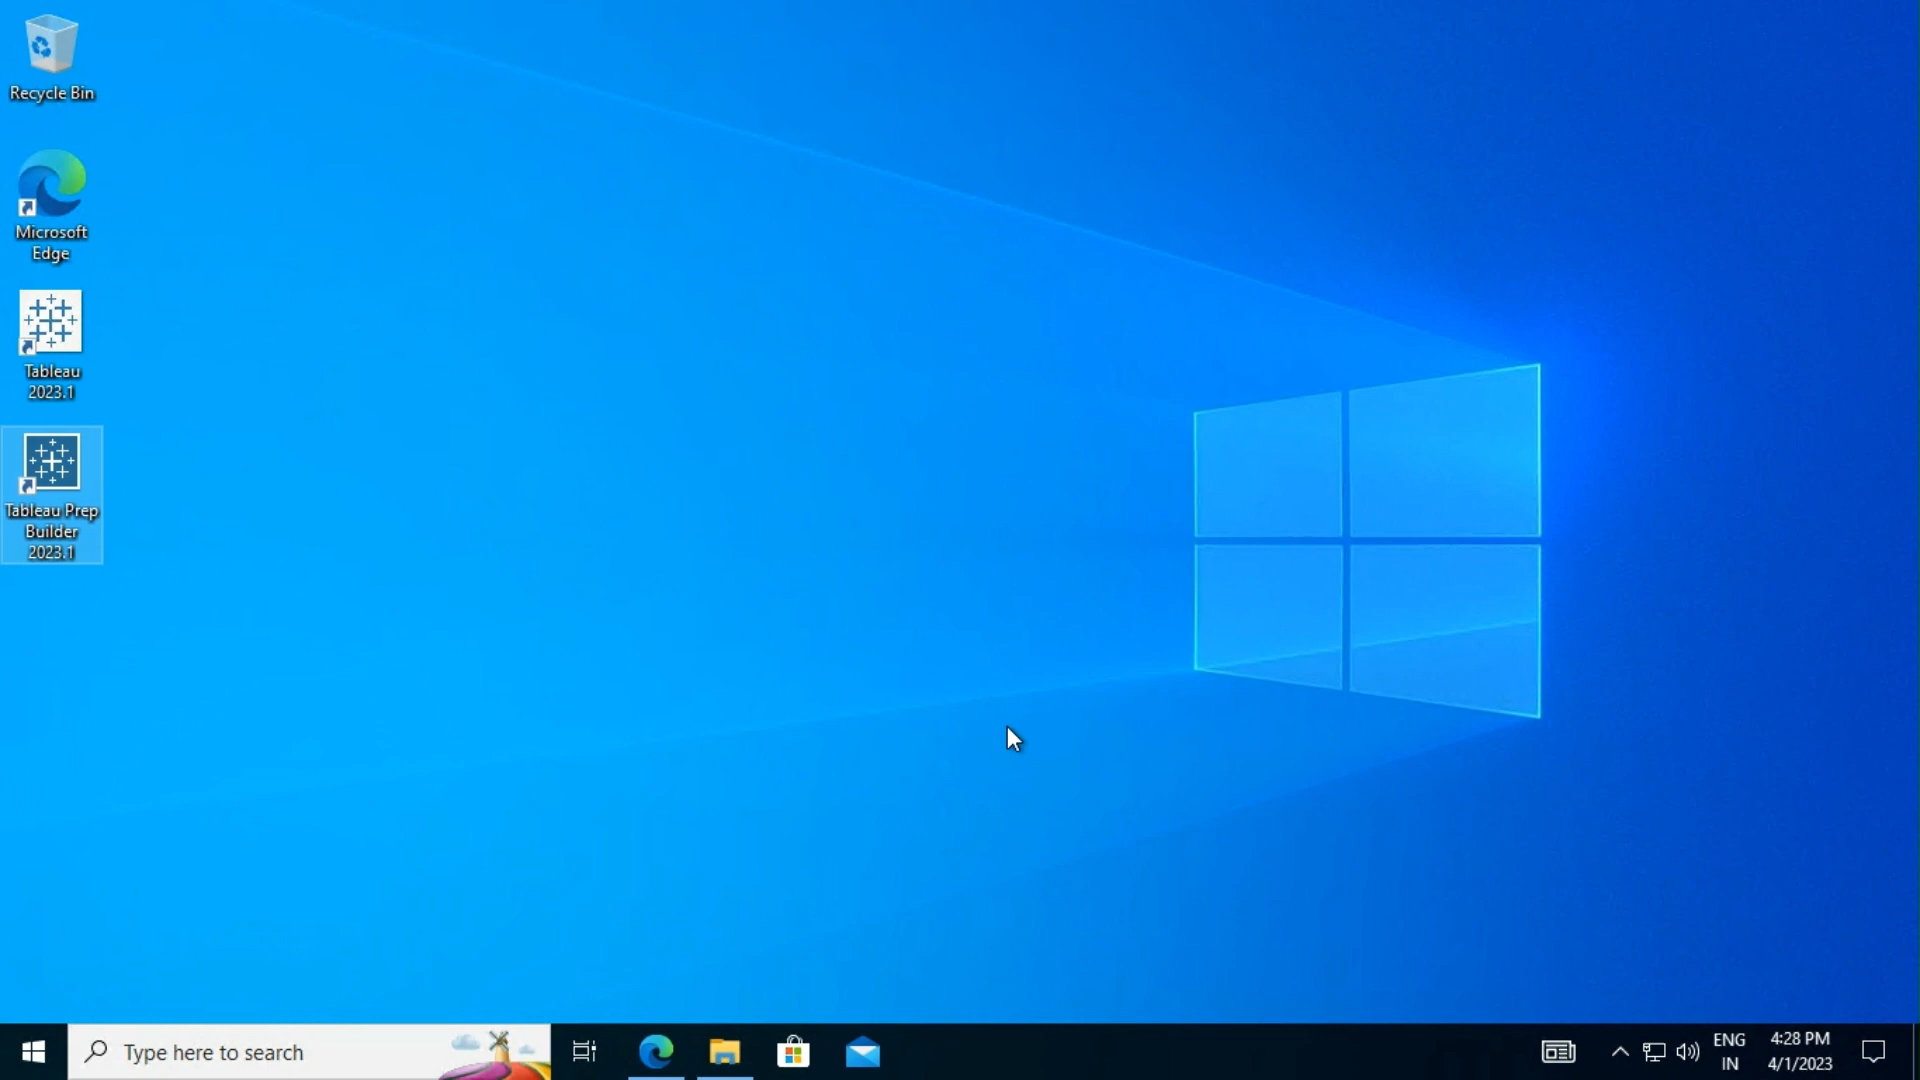 Recycle Bin
Microsoft
Edge
Tableau
2023.1
Tableau Prep
Builder
2023.1
Type here to search
ENG
IN
4:28 PM
4/1/2023